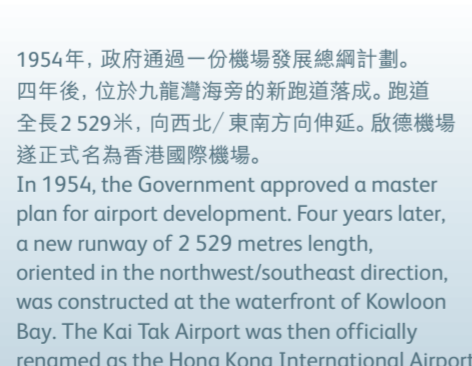 1954年，政府通過一份機場發展總綱計劃。
四年後，位於九龍灣海旁的新跑道落成。跑道
全長2 529米，向西北/東南方向伸延。啟德機場
遂正式名為香港國際機場。
In 1954, the Government approved a master
plan for airport development. Four years later,
a new runway of 2 529 metres length,
oriented in the northwest/southeast direction,
was constructed at the waterfront of Kowloon
Bay. The Kai Tak Airport was then officially
renamed as the Hong Kong International Airport